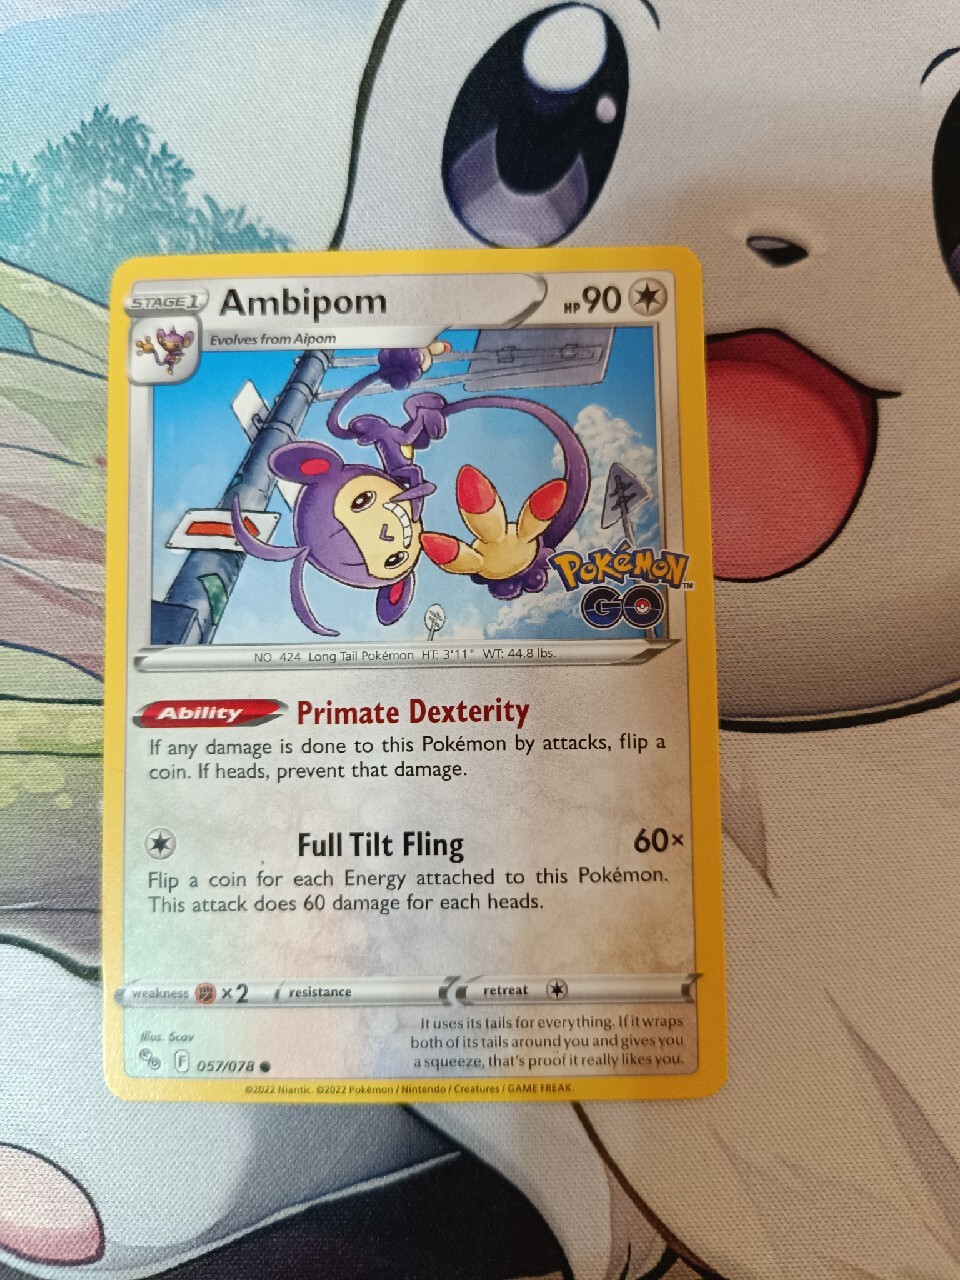 STAGE 1 Ambipom HP 90
Evolves from Aipom
POKéMON™
GO
NO. 424 Long Tail Pokémon HT: 3'11" WT: 44.8 lbs.
Ability Primate Dexterity
If any damage is done to this Pokémon by attacks, flip a
coin. If heads, prevent that damage.
Full Tilt Fling 60×
Flip a coin for each Energy attached to this Pokémon.
This attack does 60 damage for each heads.
weakness ×2 resistance retreat
It uses its tails for everything. If it wraps
both of its tails around you and gives you
a squeeze, that's proof it really likes you.
Illus. Scav
F 057/078
©2022 Niantic. ©2022 Pokémon / Nintendo / Creatures / GAME FREAK.